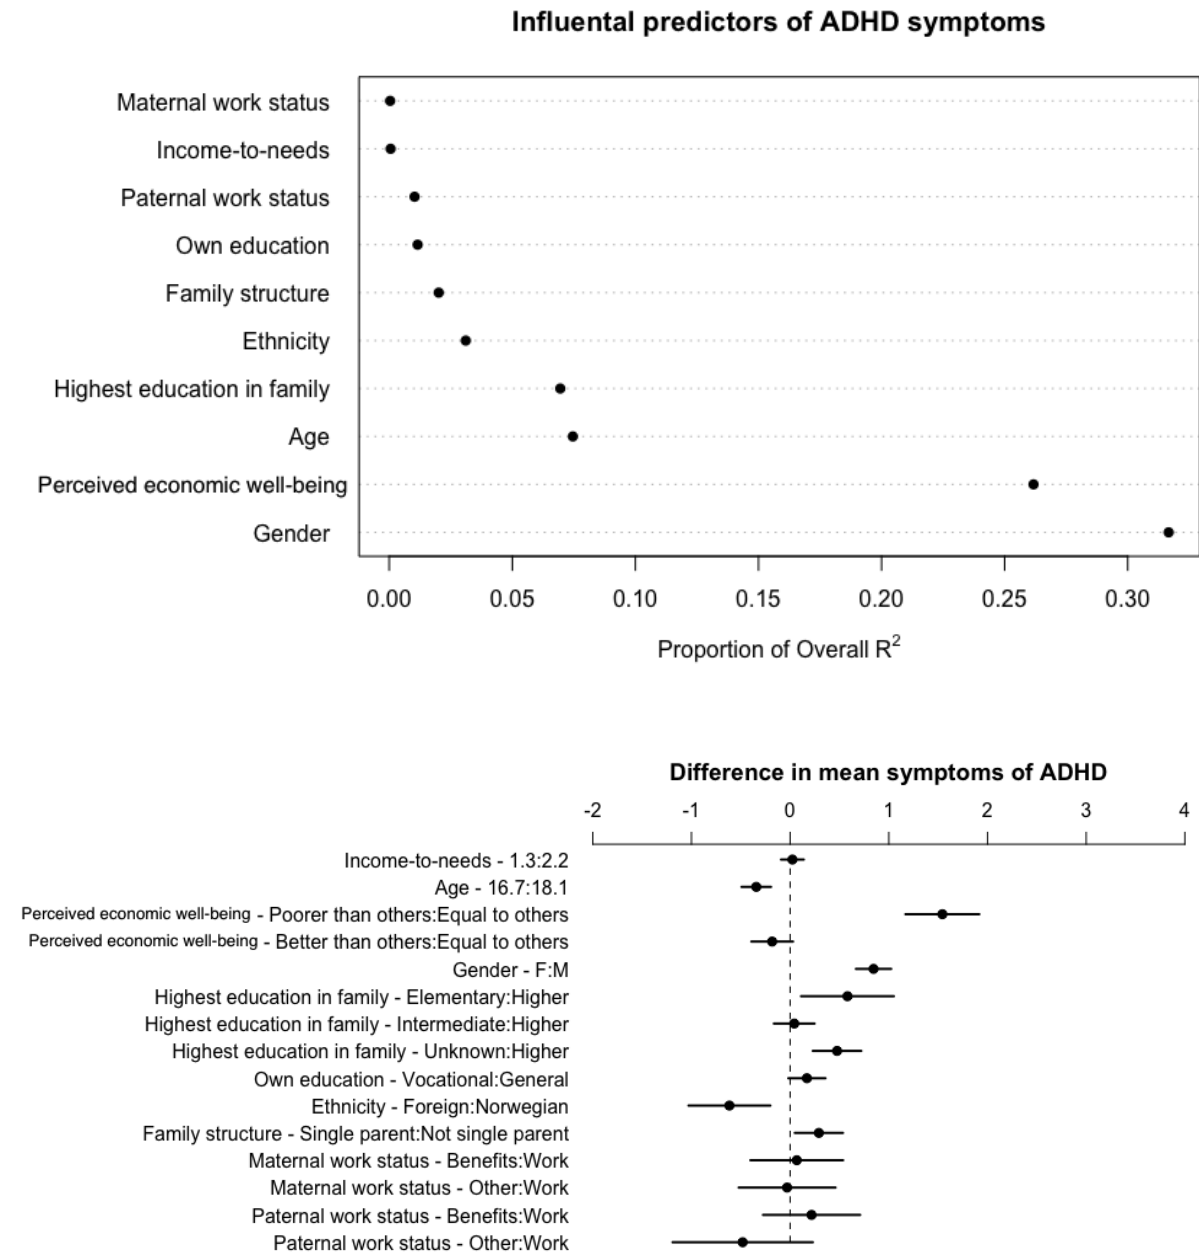 Influental predictors of ADHD symptoms
Maternal work status
Income-to-needs
Paternal work status
Own education
Family structure
Ethnicity
Highest education in family
Age
Perceived economic well-being
Gender
0.00 0.05 0.10 0.15 0.20 0.25 0.30
Proportion of Overall R²
Difference in mean symptoms of ADHD
-2 -1 0 1 2 3 4
Income-to-needs - 1.3:2.2
Age - 16.7:18.1
Perceived economic well-being - Poorer than others:Equal to others
Perceived economic well-being - Better than others:Equal to others
Gender - F:M
Highest education in family - Elementary:Higher
Highest education in family - Intermediate:Higher
Highest education in family - Unknown:Higher
Own education - Vocational:General
Ethnicity - Foreign:Norwegian
Family structure - Single parent:Not single parent
Maternal work status - Benefits:Work
Maternal work status - Other:Work
Paternal work status - Benefits:Work
Paternal work status - Other:Work